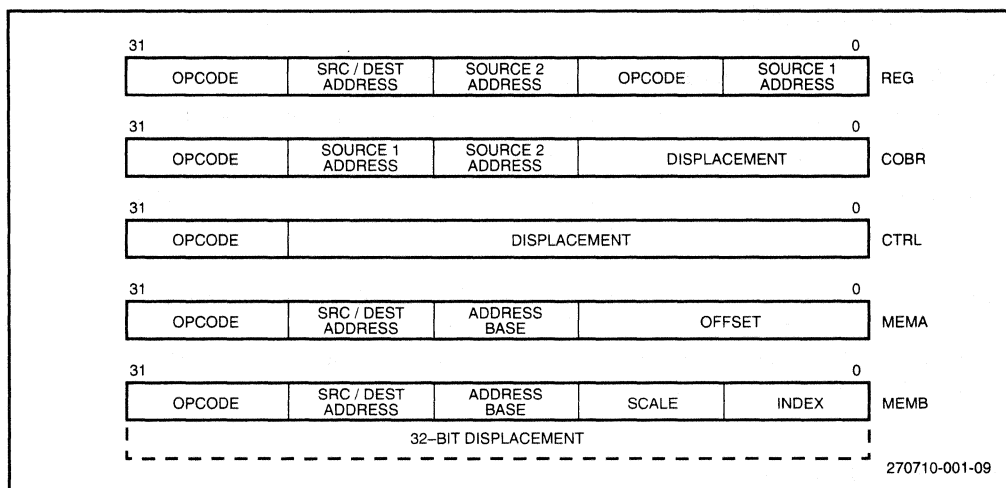 31 0
OPCODE SRC / DEST ADDRESS SOURCE 2 ADDRESS OPCODE SOURCE 1 ADDRESS REG
31 0
OPCODE SOURCE 1 ADDRESS SOURCE 2 ADDRESS DISPLACEMENT COBR
31 0
OPCODE DISPLACEMENT CTRL
31 0
OPCODE SRC / DEST ADDRESS ADDRESS BASE OFFSET MEMA
31 0
OPCODE SRC / DEST ADDRESS ADDRESS BASE SCALE INDEX MEMB
32–BIT DISPLACEMENT
270710-001-09